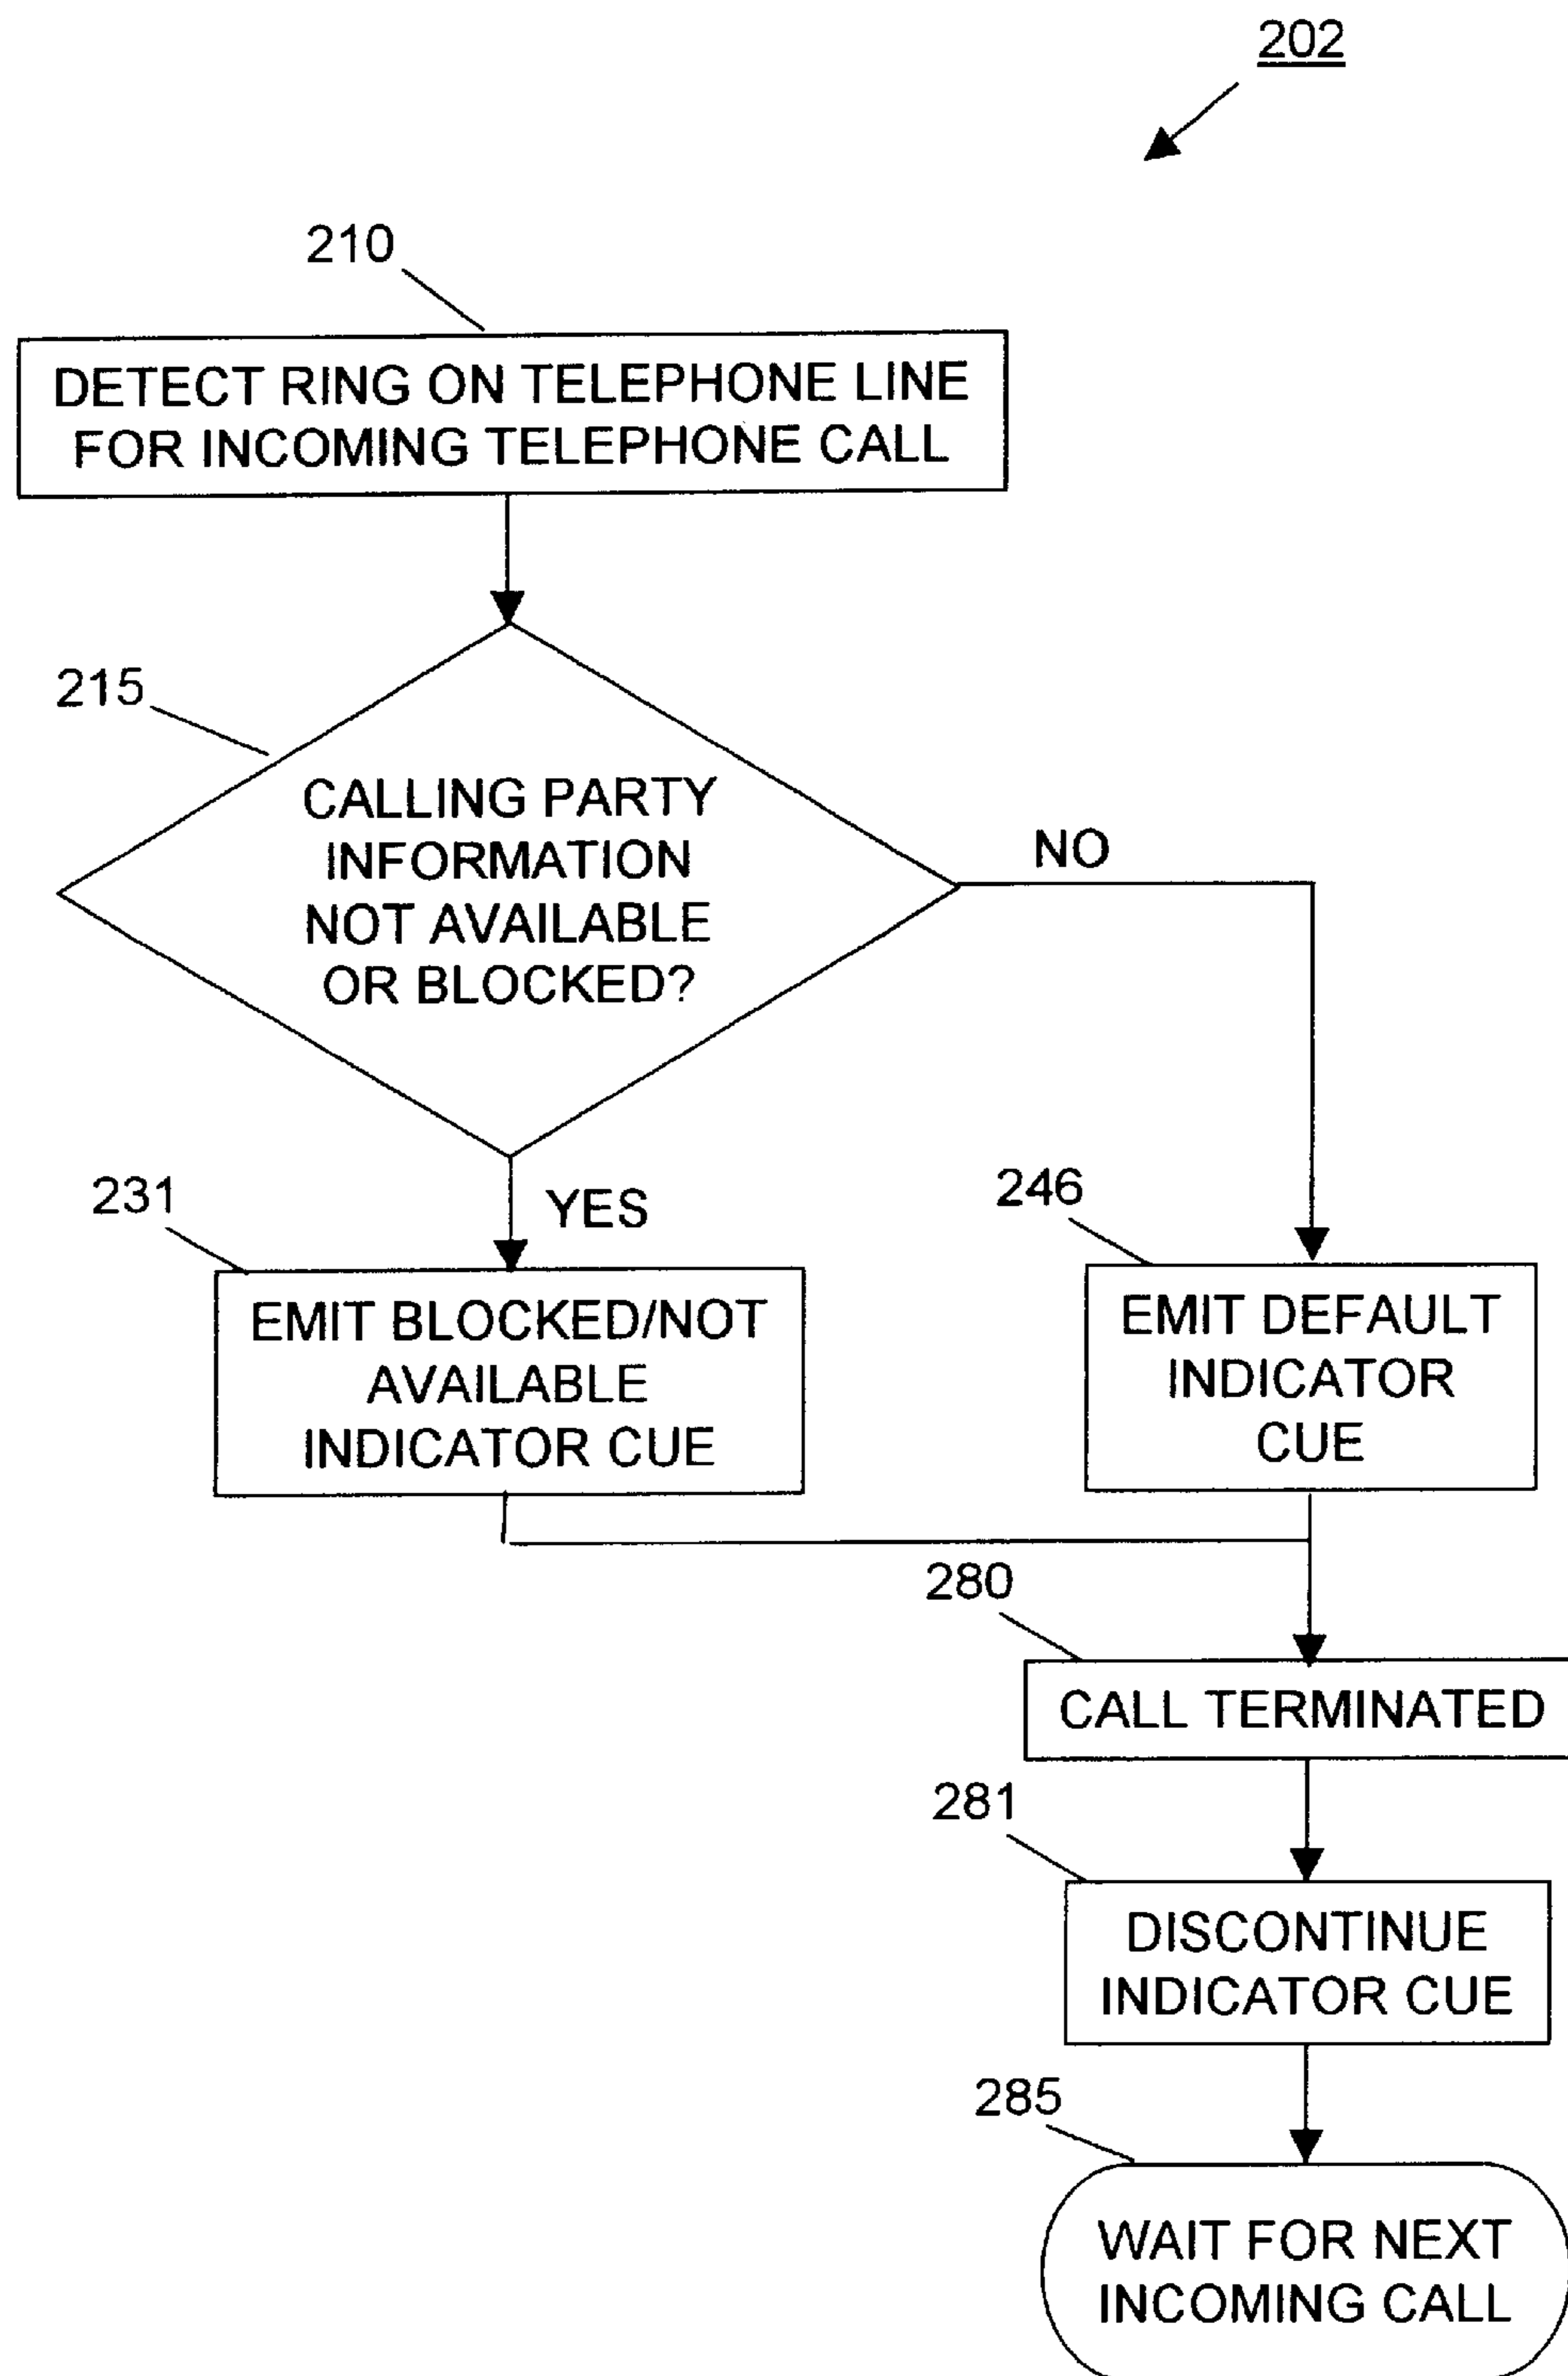 202
210
DETECT RING ON TELEPHONE LINE
FOR INCOMING TELEPHONE CALL
215
CALLING PARTY
INFORMATION
NOT AVAILABLE
OR BLOCKED?
NO
YES
231
EMIT BLOCKED/NOT
AVAILABLE
INDICATOR CUE
246
EMIT DEFAULT
INDICATOR
CUE
280
CALL TERMINATED
281
DISCONTINUE
INDICATOR CUE
285
WAIT FOR NEXT
INCOMING CALL